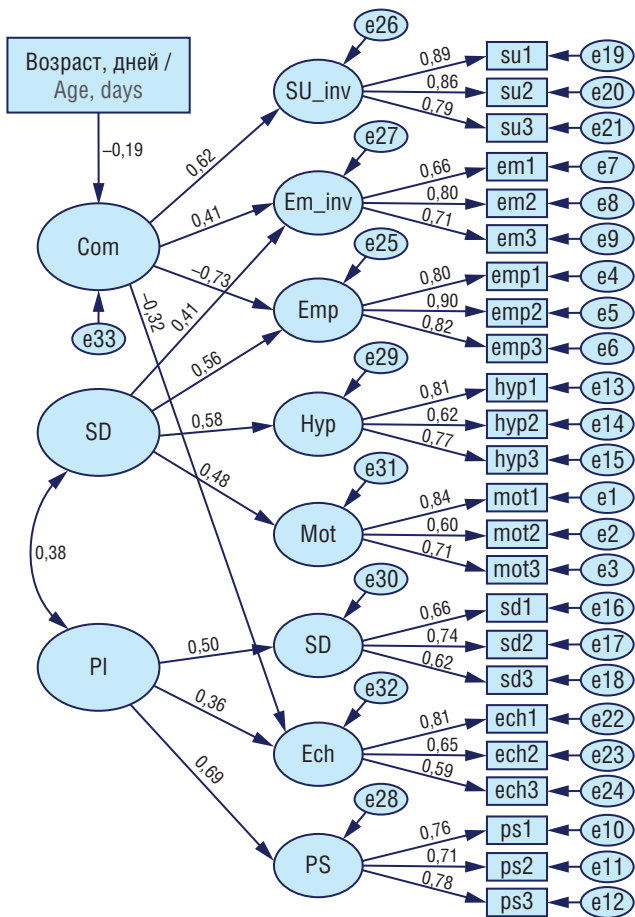 Возраст, дней /
Age, days
–0,19
Com
e33
SD
0,38
PI
0,62
0,41
–0,73
–0,32
0,41
0,56
0,58
0,48
0,50
0,36
0,69
e26
SU_inv
0,89
su1
e19
0,86
su2
e20
0,79
su3
e21
e27
Em_inv
0,66
em1
e7
0,80
em2
e8
0,71
em3
e9
e25
Emp
0,80
emp1
e4
0,90
emp2
e5
0,82
emp3
e6
e29
Hyp
0,81
hyp1
e13
0,62
hyp2
e14
0,77
hyp3
e15
e31
Mot
0,84
mot1
e1
0,60
mot2
e2
0,71
mot3
e3
e30
SD
0,66
sd1
e16
0,74
sd2
e17
0,62
sd3
e18
e32
Ech
0,81
ech1
e22
0,65
ech2
e23
0,59
ech3
e24
e28
PS
0,76
ps1
e10
0,71
ps2
e11
0,78
ps3
e12